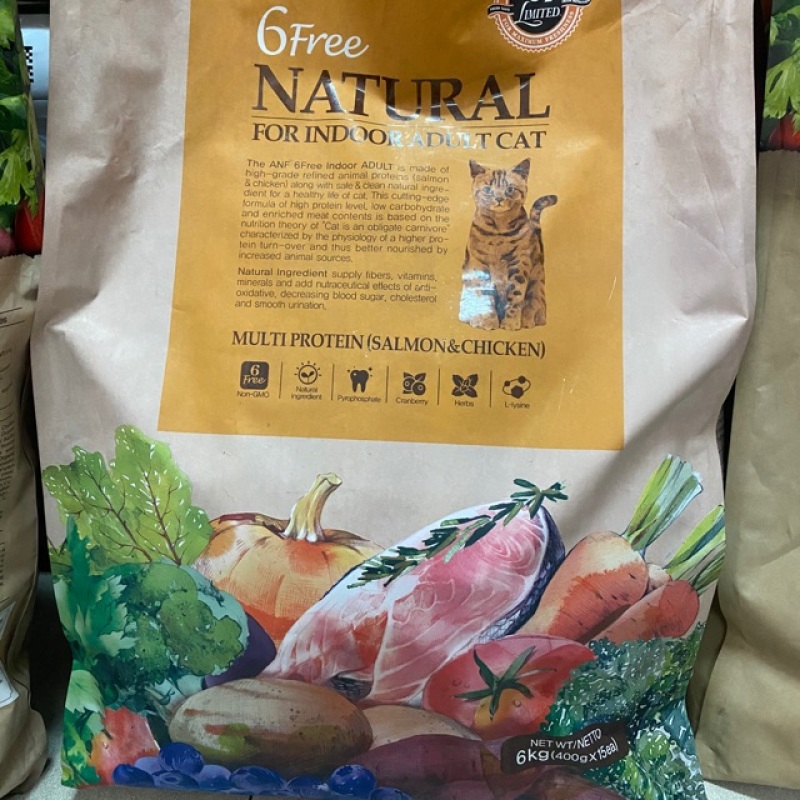 LIMITED
MAXIMUM FRESHNESS
6Free
NATURAL
FOR INDOOR ADULT CAT
The ANF 6Free Indoor ADULT is made of
high-grade refined animal proteins (salmon
& chicken) along with safe & clean natural ingre-
dient for a healthy life of cat. This cutting-edge
formula of high protein level, low carbohydrate
and enriched meat contents is based on the
nutrition theory of "Cat is an obligate carnivore"
characterized by the physiology of a higher pro-
tein turn-over and thus better nourished by
increased animal sources.
Natural Ingredient supply fibers, vitamins,
minerals and add nutraceutical effects of anti-
oxidative, decreasing blood sugar, cholesterol
and smooth urination.
MULTI PROTEIN (SALMON&CHICKEN)
6
Free
Non-GMO
Natural
ingredient
Pyrophosphate
Cranberry
Herbs
L-lysine
NET WT/NETTO
6kg(400gX15ea)